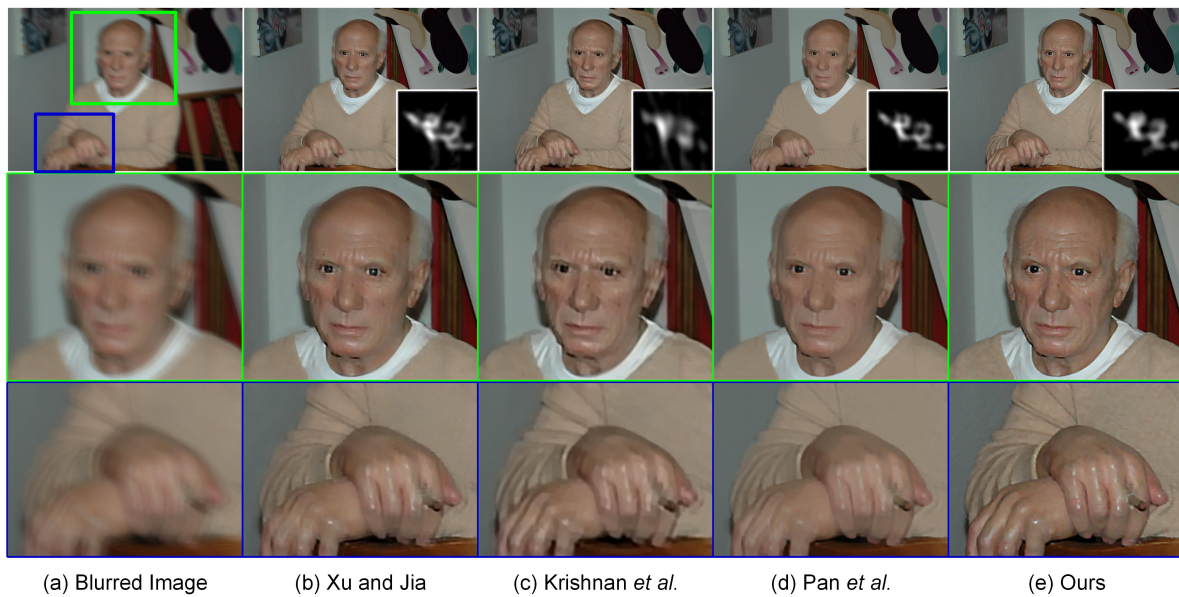 (a) Blurred Image
(b) Xu and Jia
(c) Krishnan et al.
(d) Pan et al.
(e) Ours